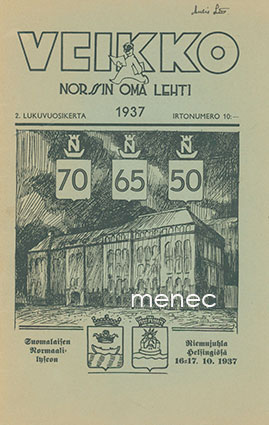 VEIKKO
NORSSIN OMA LEHTI
1937
2. LUKUVUOSIKERTA
IRTONUMERO 10:—
N N N
70 65 50
menec
Suomalaisen
Normaali-
lyseon
Riemujuhla
Helsingissä
16-17. 10. 1937